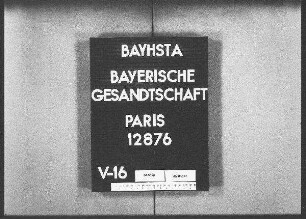 BAYHSTA
BAYERISCHE
GESANDTSCHAFT
PARIS
12876
V-16